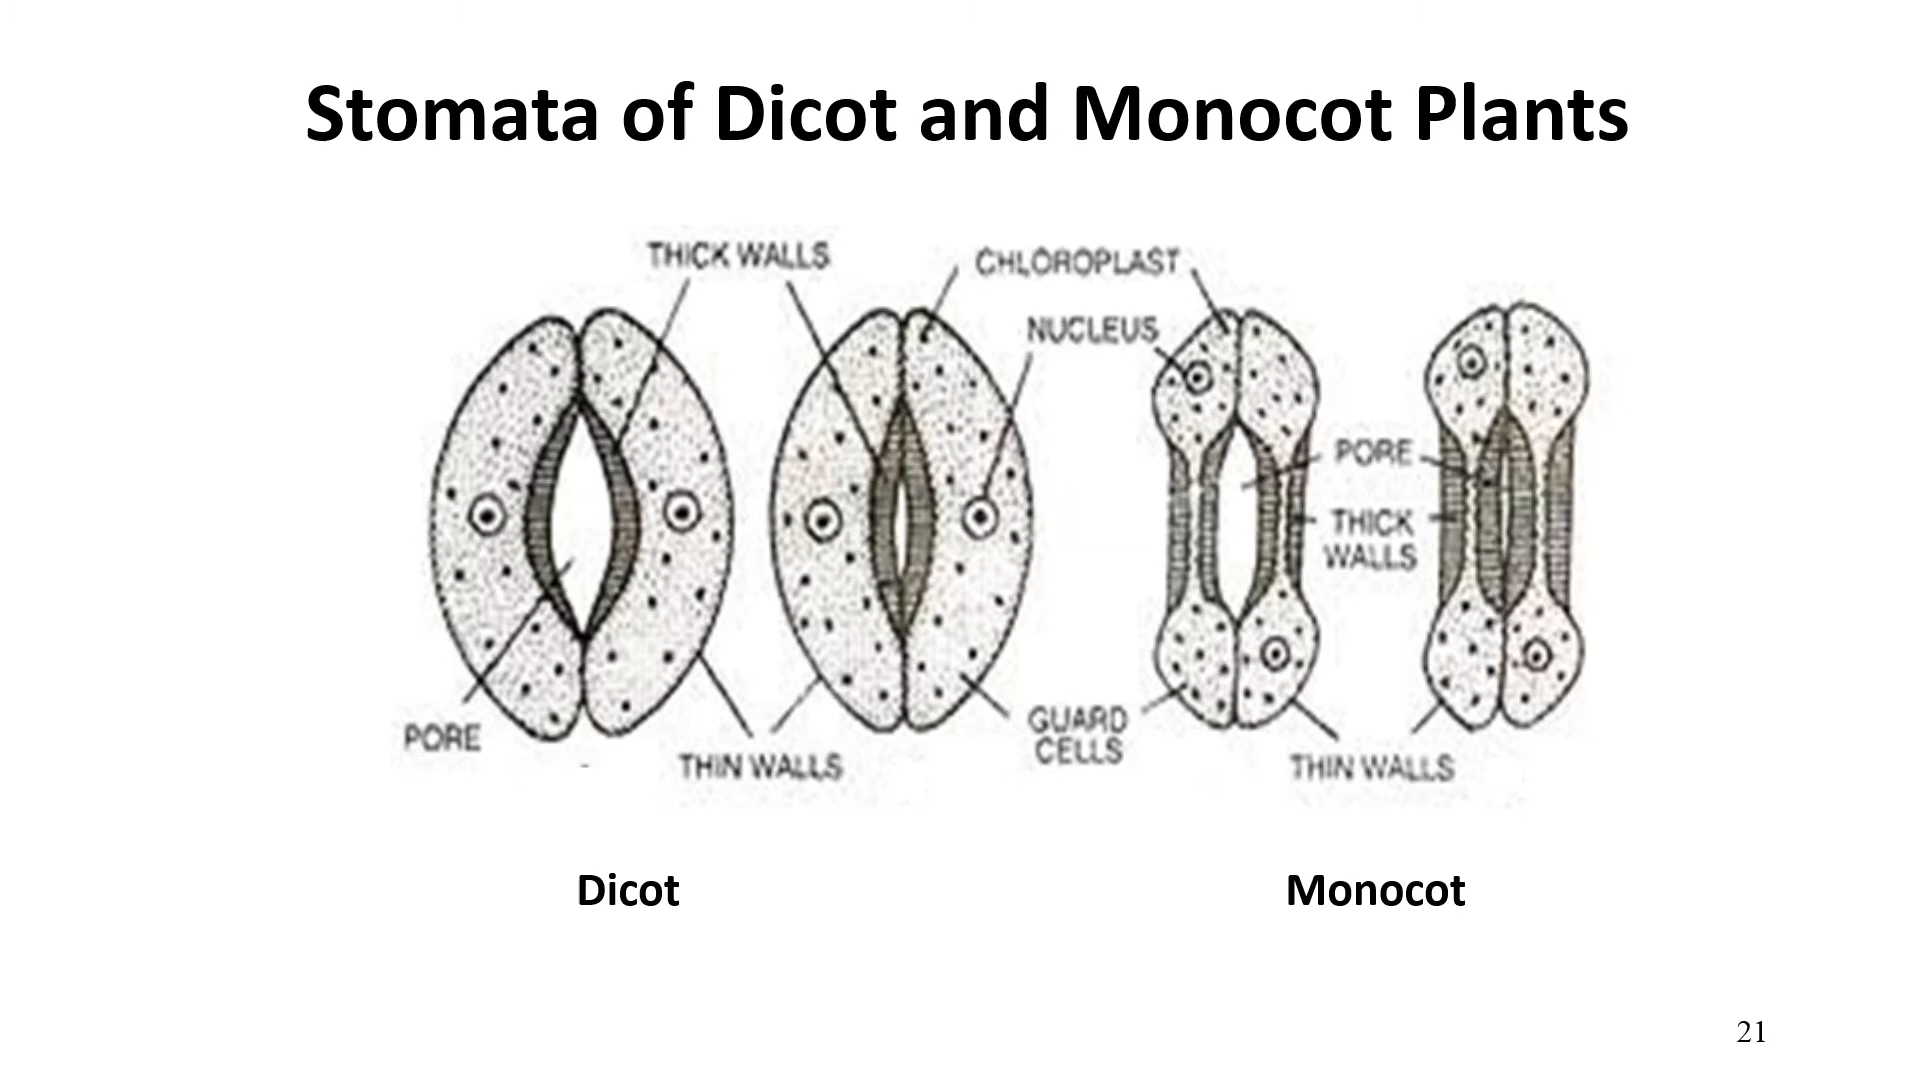 Stomata of Dicot and Monocot Plants
THICK WALLS
CHLOROPLAST
NUCLEUS
PORE
THICK
WALLS
PORE
THIN WALLS
GUARD
CELLS
THIN WALLS
Dicot
Monocot
21